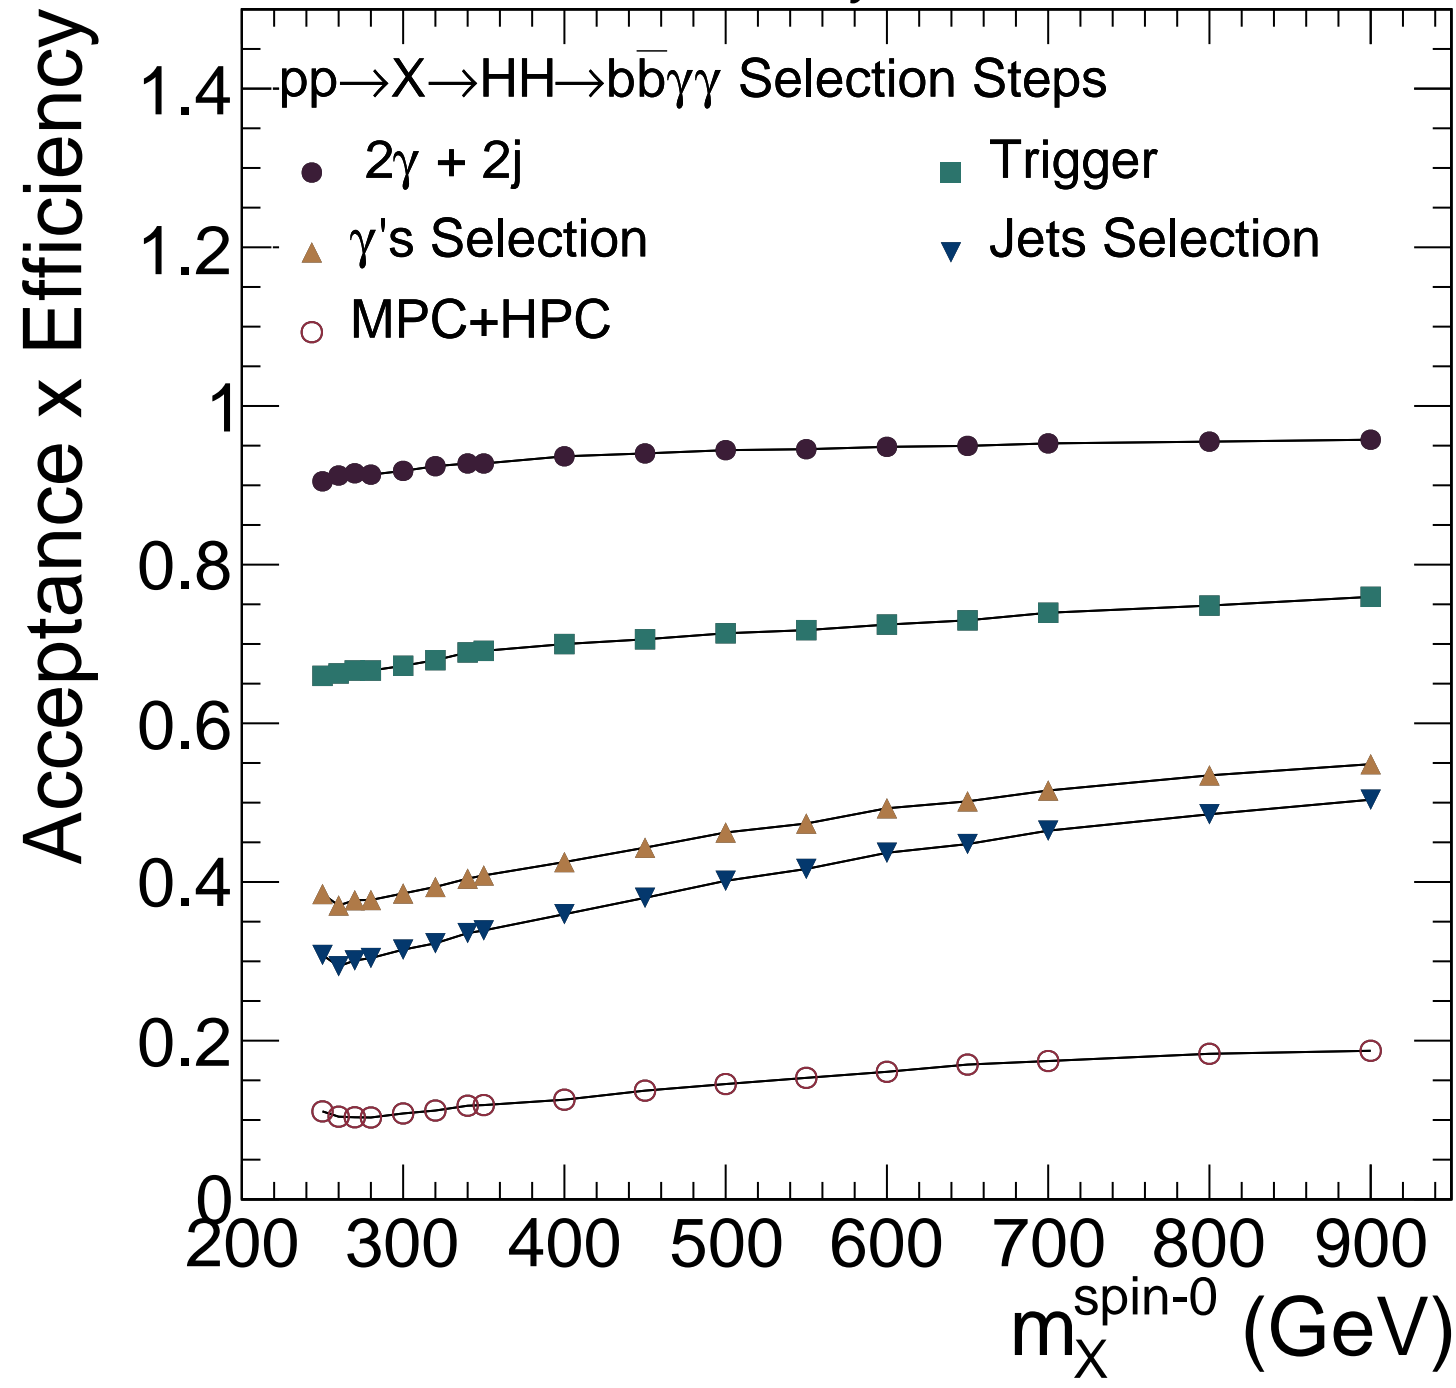 pp→X→HH→bb̅γγ Selection Steps
2γ + 2j
Trigger
γ's Selection
Jets Selection
MPC+HPC
Acceptance x Efficiency
1.4
1.2
1
0.8
0.6
0.4
0.2
0
200 300 400 500 600 700 800 900
m_X^spin-0 (GeV)